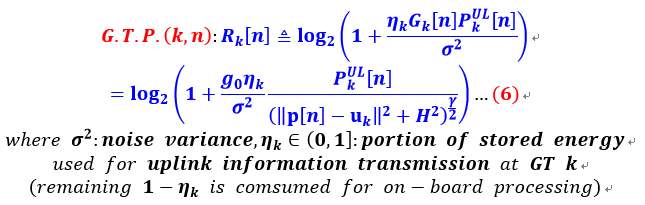 G.T.P.(k,n): R_k[n] ≜ log_2(1 + η_k G_k[n] P_k^{UL}[n] / σ^2)
= log_2(1 + (g_0 η_k / σ^2) (P_k^{UL}[n] / (‖p[n] − u_k‖^2 + H^2)^{γ/2})) … (6)
where σ^2: noise variance, η_k ∈ (0, 1]: portion of stored energy
used for uplink information transmission at GT k
(remaining 1 − η_k is comsumed for on − board processing)